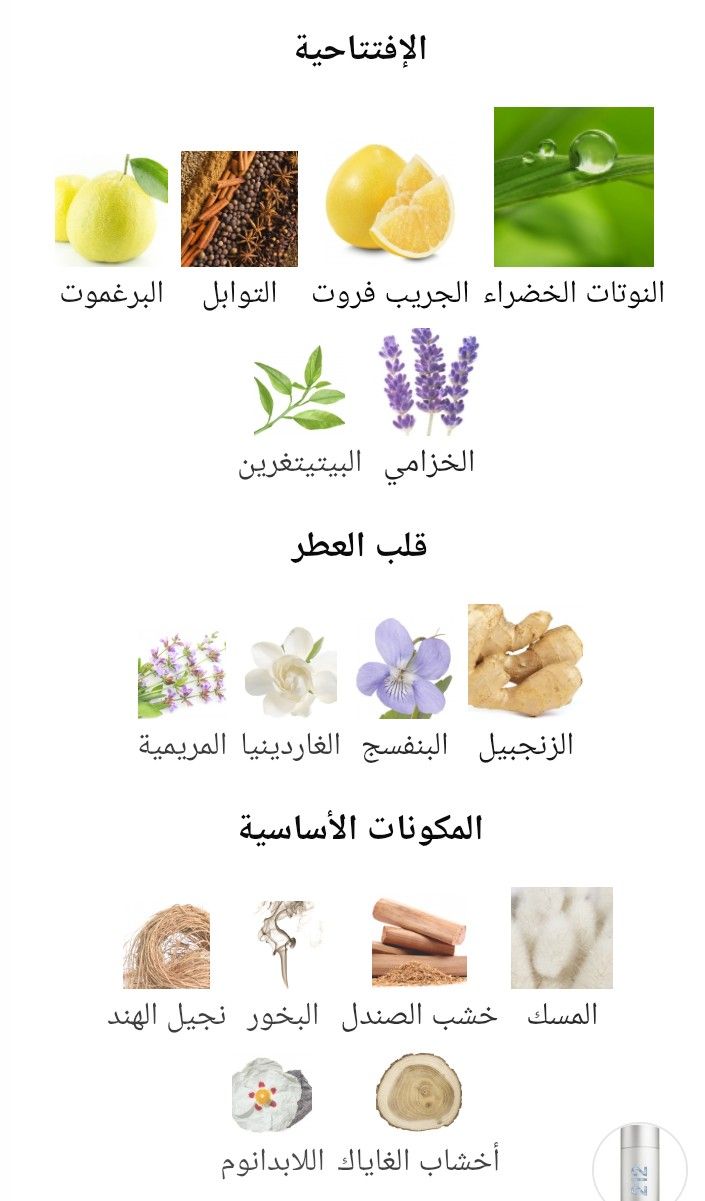 الإفتتاحية
النوتات الخضراء الجريب فروت التوابل البرغموت
الخزامي البيتيتغرين
قلب العطر
الزنجبيل البنفسج الغاردينيا المريمية
المكونات الأساسية
المسك خشب الصندل البخور نجيل الهند
أخشاب الغاياك اللابدانوم
212